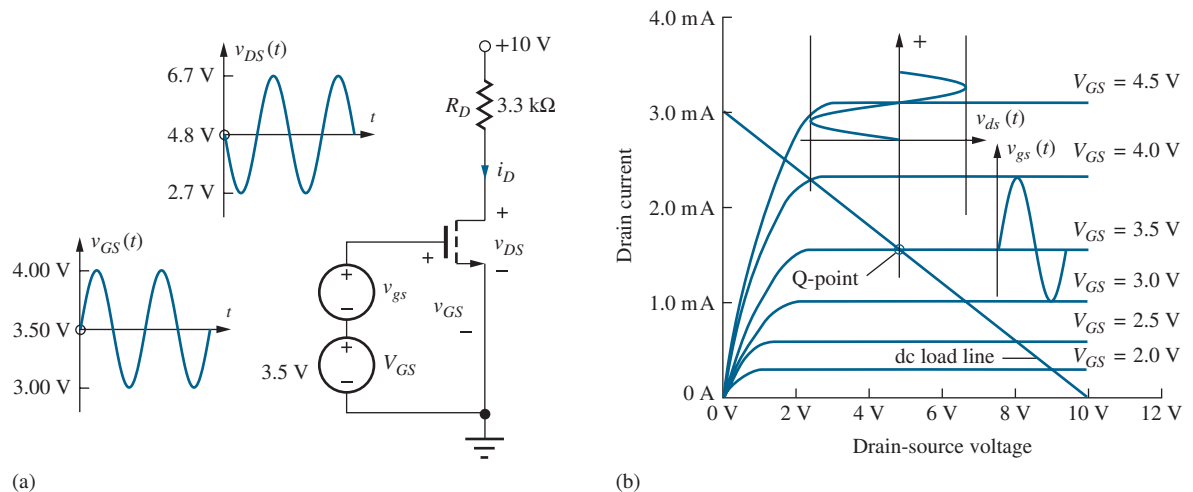 v_DS(t)
6.7 V
4.8 V
2.7 V
t
v_GS(t)
4.00 V
3.50 V
3.00 V
t
+10 V
R_D
3.3 kΩ
i_D
+
v_DS
−
+
v_GS
−
+
v_gs
−
3.5 V
+
V_GS
−
(a)
Drain current
4.0 mA
3.0 mA
2.0 mA
1.0 mA
0 A
0 V
2 V
4 V
6 V
8 V
10 V
12 V
Drain-source voltage
+
v_ds(t)
v_gs(t)
Q-point
dc load line
V_GS = 4.5 V
V_GS = 4.0 V
V_GS = 3.5 V
V_GS = 3.0 V
V_GS = 2.5 V
V_GS = 2.0 V
(b)